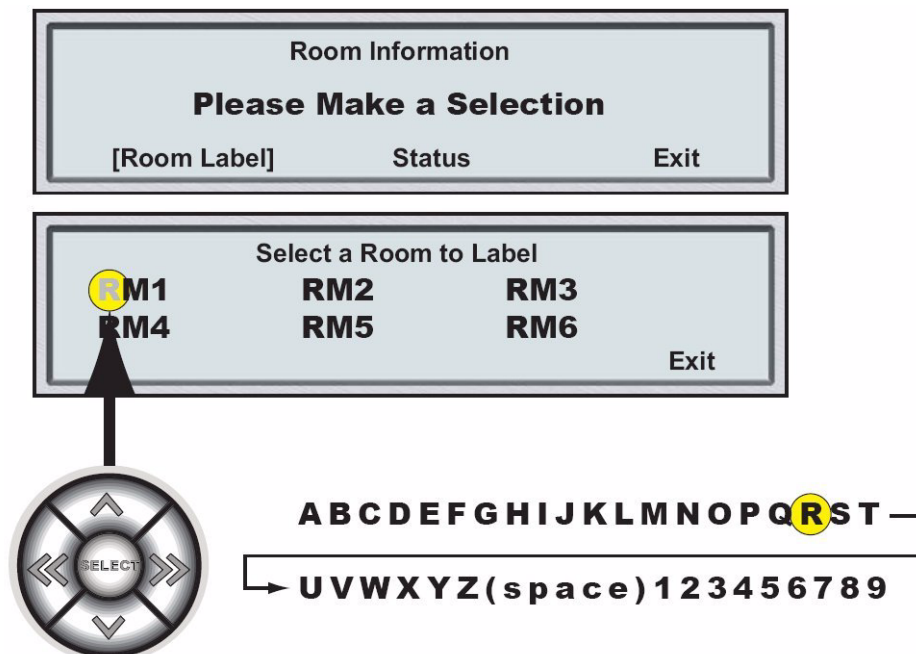 Room Information
Please Make a Selection
[Room Label] Status Exit
Select a Room to Label
RM1 RM2 RM3
RM4 RM5 RM6
Exit
SELECT
ABCDEFGHIJKLMNOPQRST
UVWXYZ(space)123456789